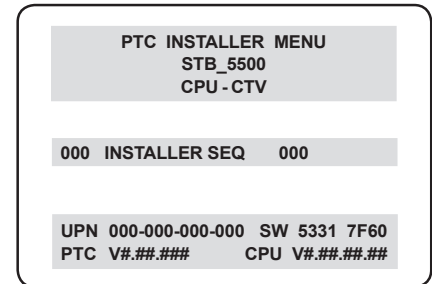 PTC INSTALLER MENU
STB_5500
CPU - CTV
000 INSTALLER SEQ 000
UPN 000-000-000-000 SW 5331 7F60
PTC V#.##.### CPU V#.##.##.##